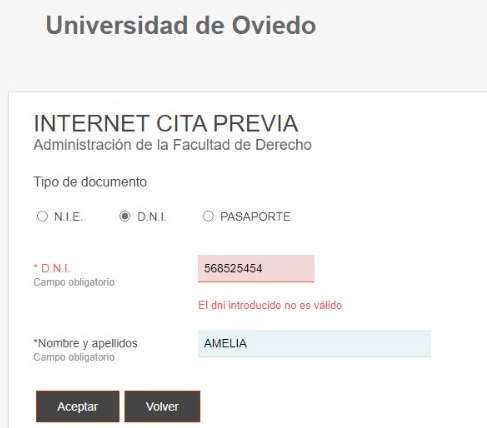 Universidad de Oviedo
INTERNET CITA PREVIA
Administración de la Facultad de Derecho
Tipo de documento
N.I.E. D.N.I. PASAPORTE
* D.N.I. 568525454
Campo obligatorio
El dni introducido no es válido
*Nombre y apellidos AMELIA
Campo obligatorio
Aceptar Volver